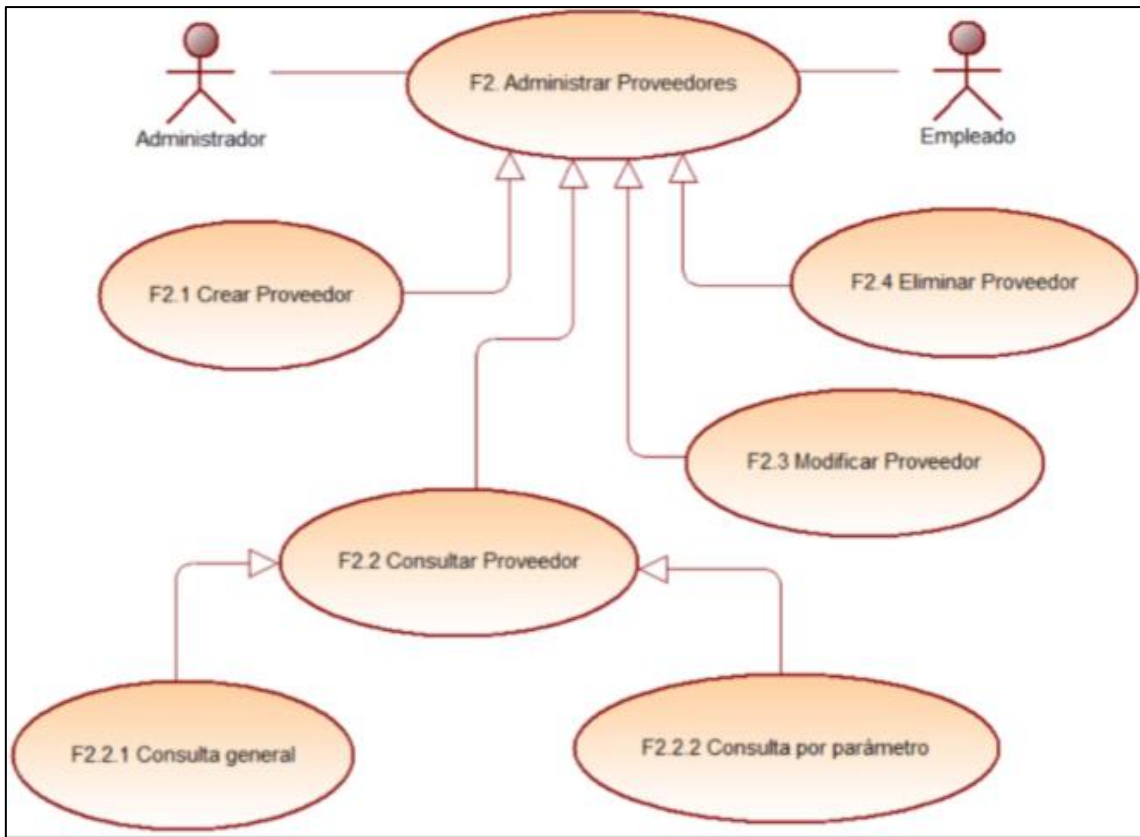 F2. Administrar Proveedores
Administrador
Empleado
F2.1 Crear Proveedor
F2.4 Eliminar Proveedor
F2.3 Modificar Proveedor
F2.2 Consultar Proveedor
F2.2.1 Consulta general
F2.2.2 Consulta por parámetro